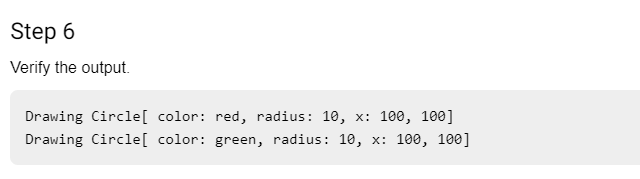 Step 6
Verify the output.
Drawing Circle[ color: red, radius: 10, x: 100, 100]
Drawing Circle[ color: green, radius: 10, x: 100, 100]